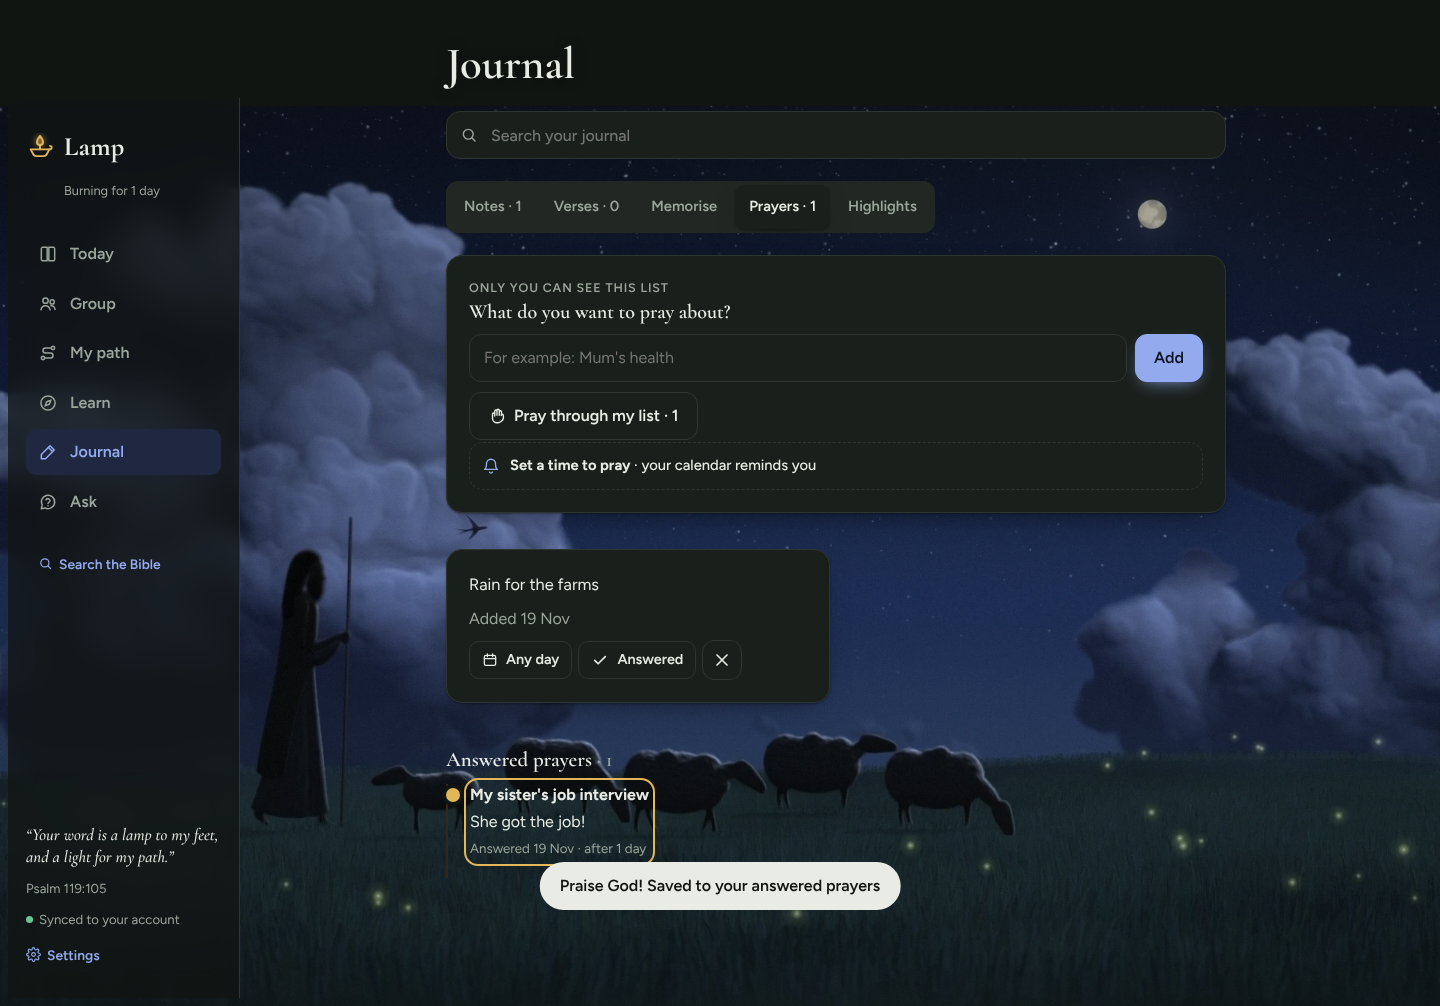 Journal
Lamp
Burning for 1 day
Today
Group
My path
Learn
Journal
Ask
Search the Bible
“Your word is a lamp to my feet,
and a light for my path.”
Psalm 119:105
Synced to your account
Settings
Search your journal
Notes · 1
Verses · 0
Memorise
Prayers · 1
Highlights
ONLY YOU CAN SEE THIS LIST
What do you want to pray about?
For example: Mum's health
Add
Pray through my list · 1
Set a time to pray · your calendar reminds you
Rain for the farms
Added 19 Nov
Any day
Answered
Answered prayers · 1
My sister's job interview
She got the job!
Answered 19 Nov · after 1 day
Praise God! Saved to your answered prayers